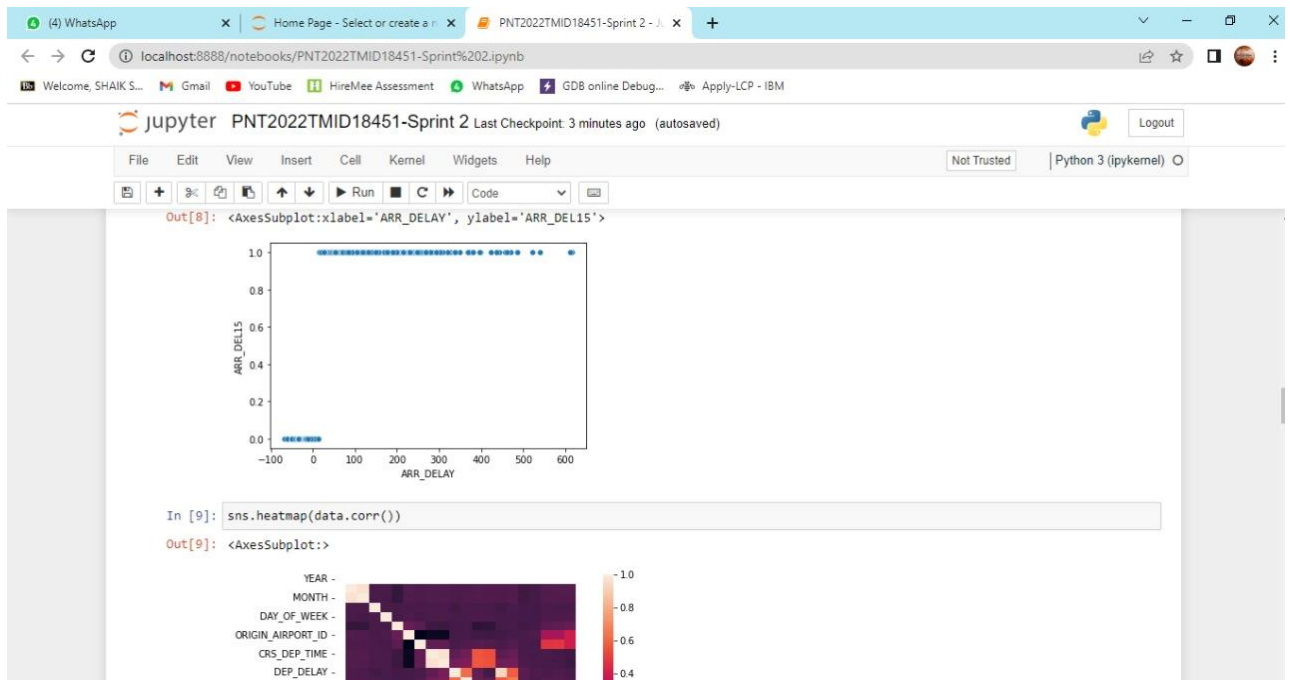 (4) WhatsApp
Home Page - Select or create a n
PNT2022TMID18451-Sprint 2 - J
localhost:8888/notebooks/PNT2022TMID18451-Sprint%202.ipynb
Welcome, SHAIK S... Gmail YouTube HireMee Assessment WhatsApp GDB online Debug... Apply-LCP - IBM
jupyter PNT2022TMID18451-Sprint 2 Last Checkpoint: 3 minutes ago (autosaved) Logout
File Edit View Insert Cell Kernel Widgets Help Not Trusted Python 3 (ipykernel)
Run Code
Out[8]: <AxesSubplot:xlabel='ARR_DELAY', ylabel='ARR_DEL15'>
1.0
0.8
0.6
0.4
0.2
0.0
ARR_DEL15
−100 0 100 200 300 400 500 600
ARR_DELAY
In [9]: sns.heatmap(data.corr())
Out[9]: <AxesSubplot:>
YEAR -
MONTH -
DAY_OF_WEEK -
ORIGIN_AIRPORT_ID -
CRS_DEP_TIME -
DEP_DELAY -
- 1.0
- 0.8
- 0.6
- 0.4